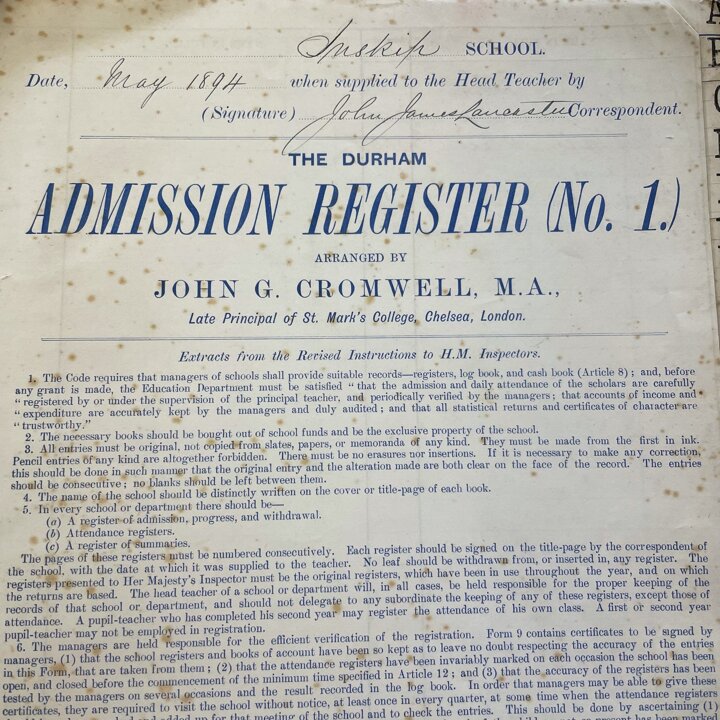 Inskip SCHOOL.
Date, May 1894 when supplied to the Head Teacher by
(Signature) John James Lancaster Correspondent.
THE DURHAM
ADMISSION REGISTER (No. 1.)
ARRANGED BY
JOHN G. CROMWELL, M.A.,
Late Principal of St. Mark's College, Chelsea, London.
Extracts from the Revised Instructions to H.M. Inspectors.
1. The Code requires that managers of schools shall provide suitable records—registers, log book, and cash book (Article 8); and, before
any grant is made, the Education Department must be satisfied "that the admission and daily attendance of the scholars are carefully
"registered by or under the supervision of the principal teacher, and periodically verified by the managers; that accounts of income and
"expenditure are accurately kept by the managers and duly audited; and that all statistical returns and certificates of character are
"trustworthy."
2. The necessary books should be bought out of school funds and be the exclusive property of the school.
3. All entries must be original, not copied from slates, papers, or memoranda of any kind. They must be made from the first in ink.
Pencil entries of any kind are altogether forbidden. There must be no erasures nor insertions. If it is necessary to make any correction,
this should be done in such manner that the original entry and the alteration made are both clear on the face of the record. The entries
should be consecutive; no blanks should be left between them.
4. The name of the school should be distinctly written on the cover or title-page of each book.
5. In every school or department there should be—
(a) A register of admission, progress, and withdrawal.
(b) Attendance registers.
(c) A register of summaries.
The pages of these registers must be numbered consecutively. Each register should be signed on the title-page by the correspondent of
the school, with the date at which it was supplied to the teacher. No leaf should be withdrawn from, or inserted in, any register. The
registers presented to Her Majesty's Inspector must be the original registers, which have been in use throughout the year, and on which
the returns are based. The head teacher of a school or department will, in all cases, be held responsible for the proper keeping of the
records of that school or department, and should not delegate to any subordinate the keeping of any of these registers, except those of
attendance. A pupil-teacher who has completed his second year may register the attendance of his own class. A first or second year
pupil-teacher may not be employed in registration.
6. The managers are held responsible for the efficient verification of the registration. Form 9 contains certificates to be signed by
managers, (1) that the school registers and books of account have been so kept as to leave no doubt respecting the accuracy of the entries
in this Form, that are taken from them; (2) that the attendance registers have been invariably marked on each occasion the school has been
open, and closed before the commencement of the minimum time specified in Article 12; and (3) that the accuracy of the registers has been
tested by the managers on several occasions and the result recorded in the log book. In order that managers may be able to give these
certificates, they are required to visit the school without notice, at least once in every quarter, at some time when the attendance registers
added up for that meeting of the school and to check the entries. This should be done by ascertaining (1)